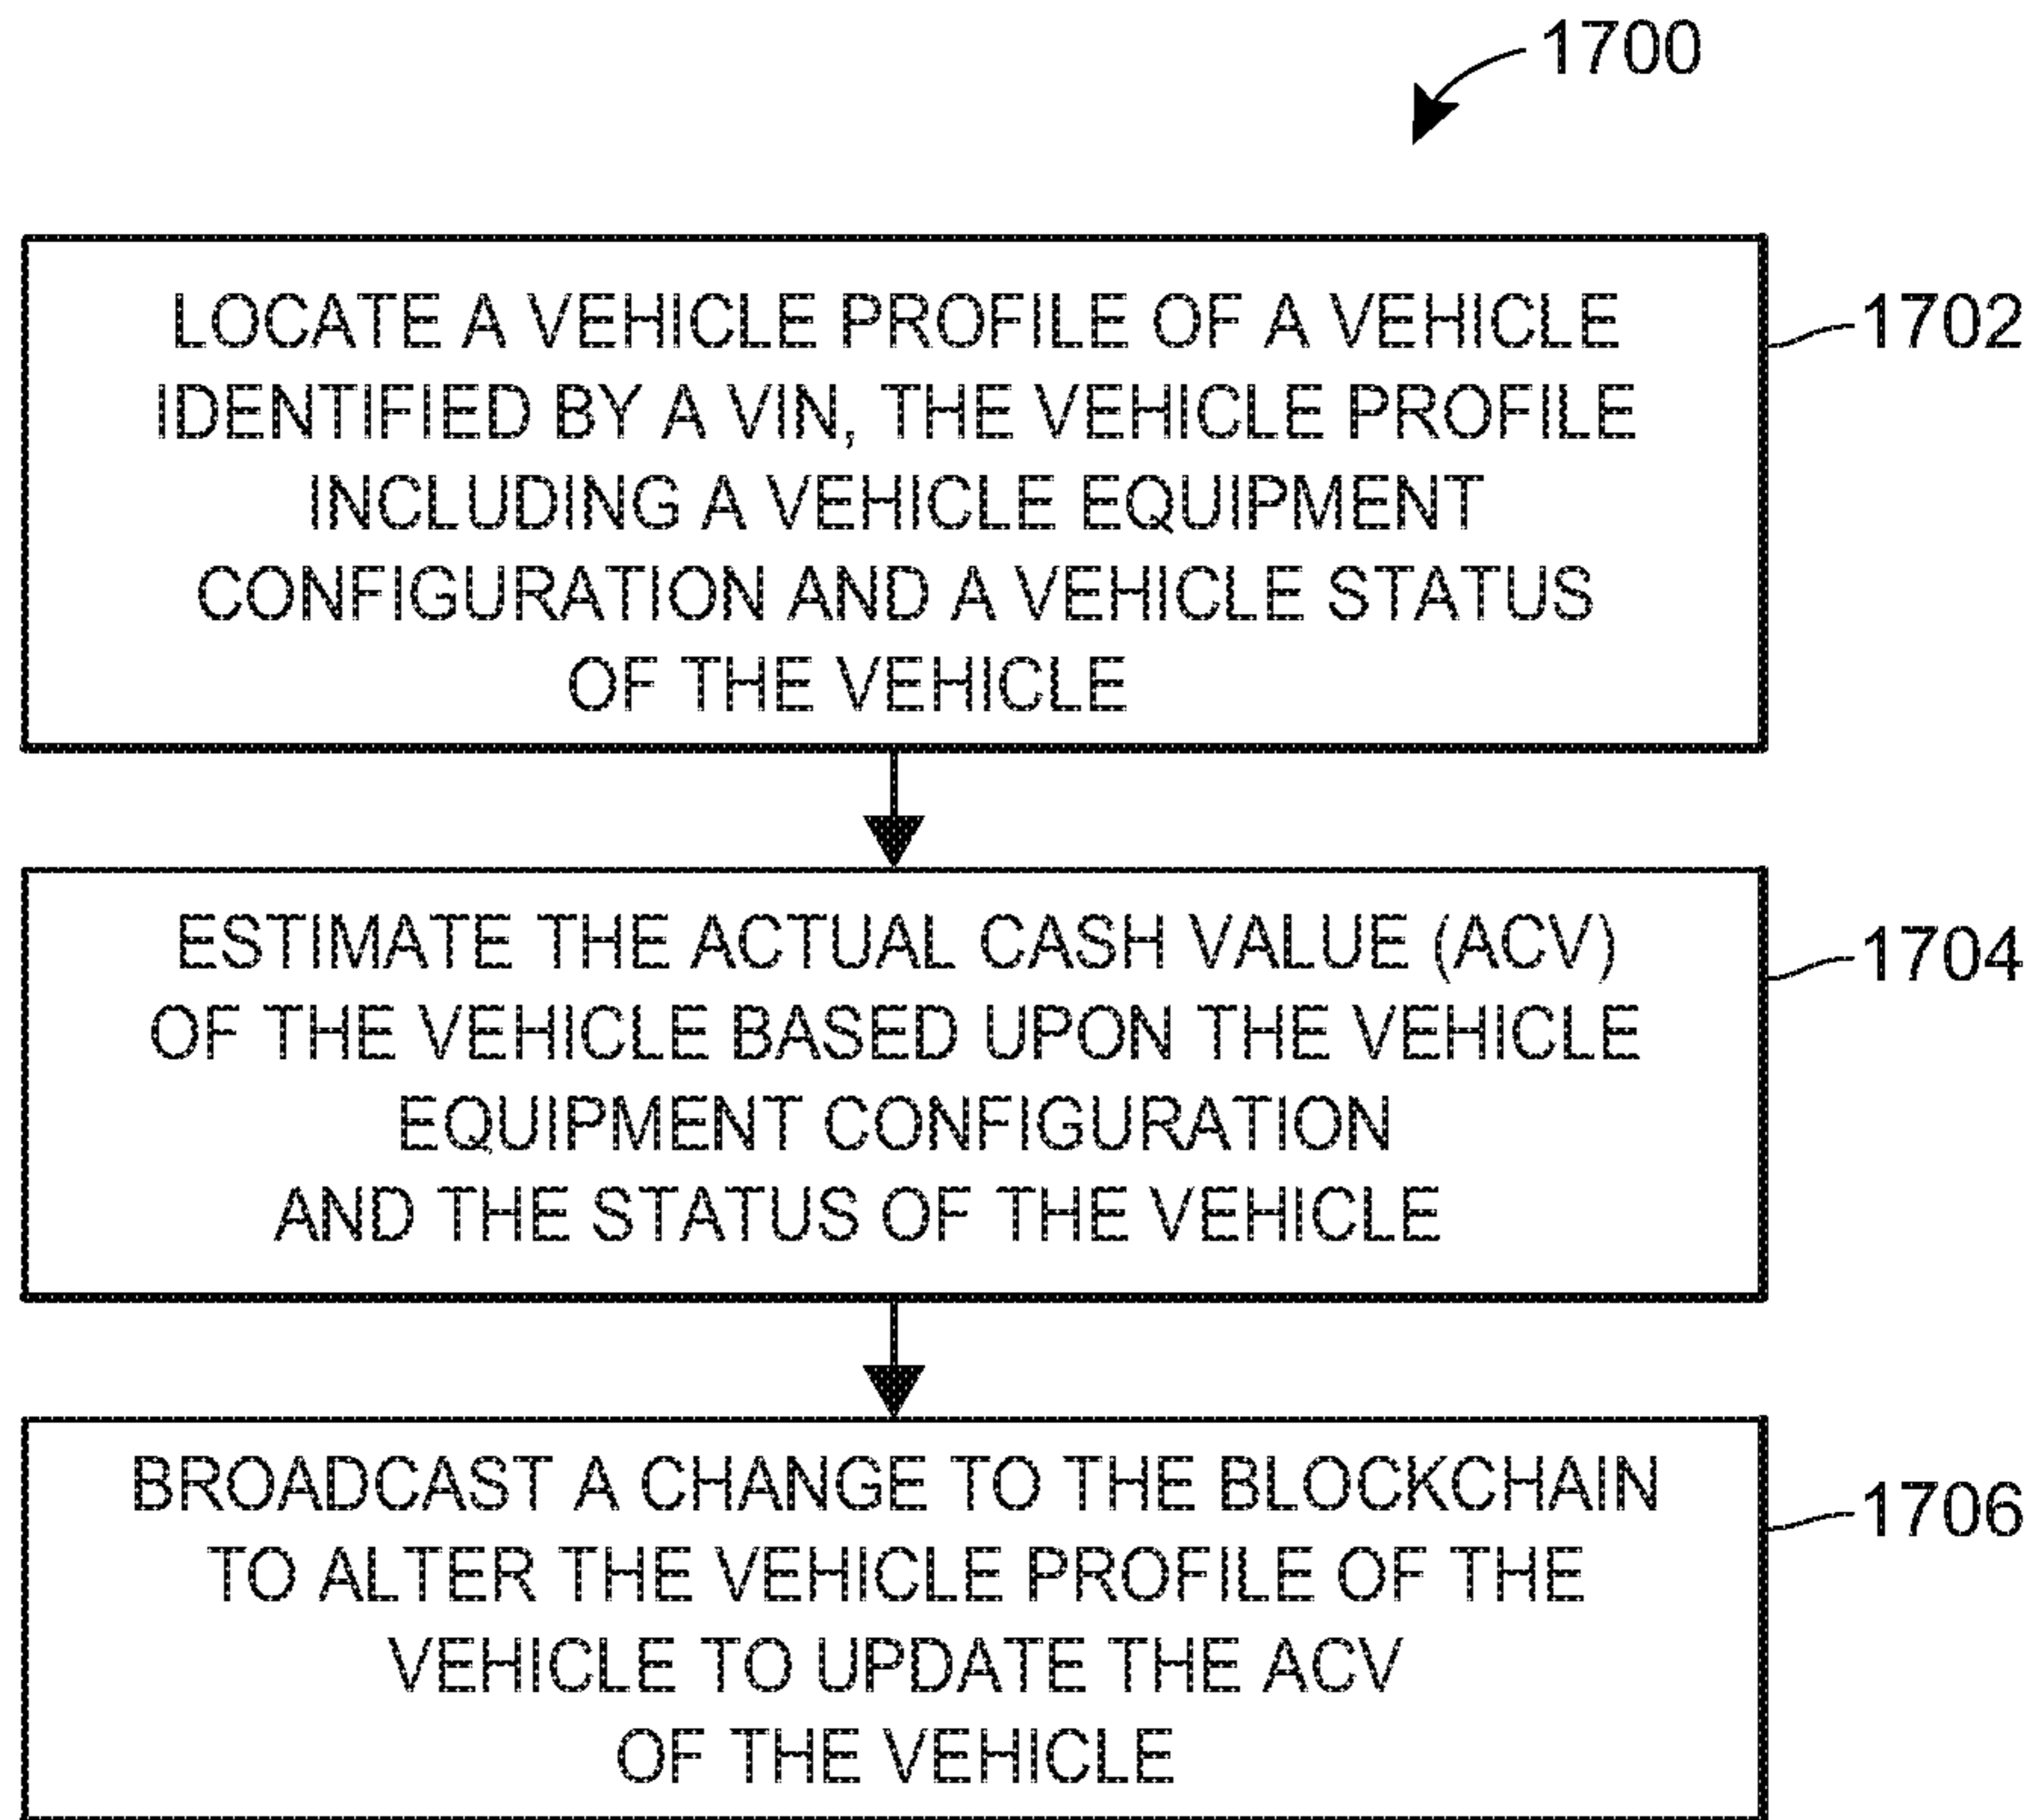 1700
LOCATE A VEHICLE PROFILE OF A VEHICLE
IDENTIFIED BY A VIN, THE VEHICLE PROFILE
INCLUDING A VEHICLE EQUIPMENT
CONFIGURATION AND A VEHICLE STATUS
OF THE VEHICLE
1702
ESTIMATE THE ACTUAL CASH VALUE (ACV)
OF THE VEHICLE BASED UPON THE VEHICLE
EQUIPMENT CONFIGURATION
AND THE STATUS OF THE VEHICLE
1704
BROADCAST A CHANGE TO THE BLOCKCHAIN
TO ALTER THE VEHICLE PROFILE OF THE
VEHICLE TO UPDATE THE ACV
OF THE VEHICLE
1706